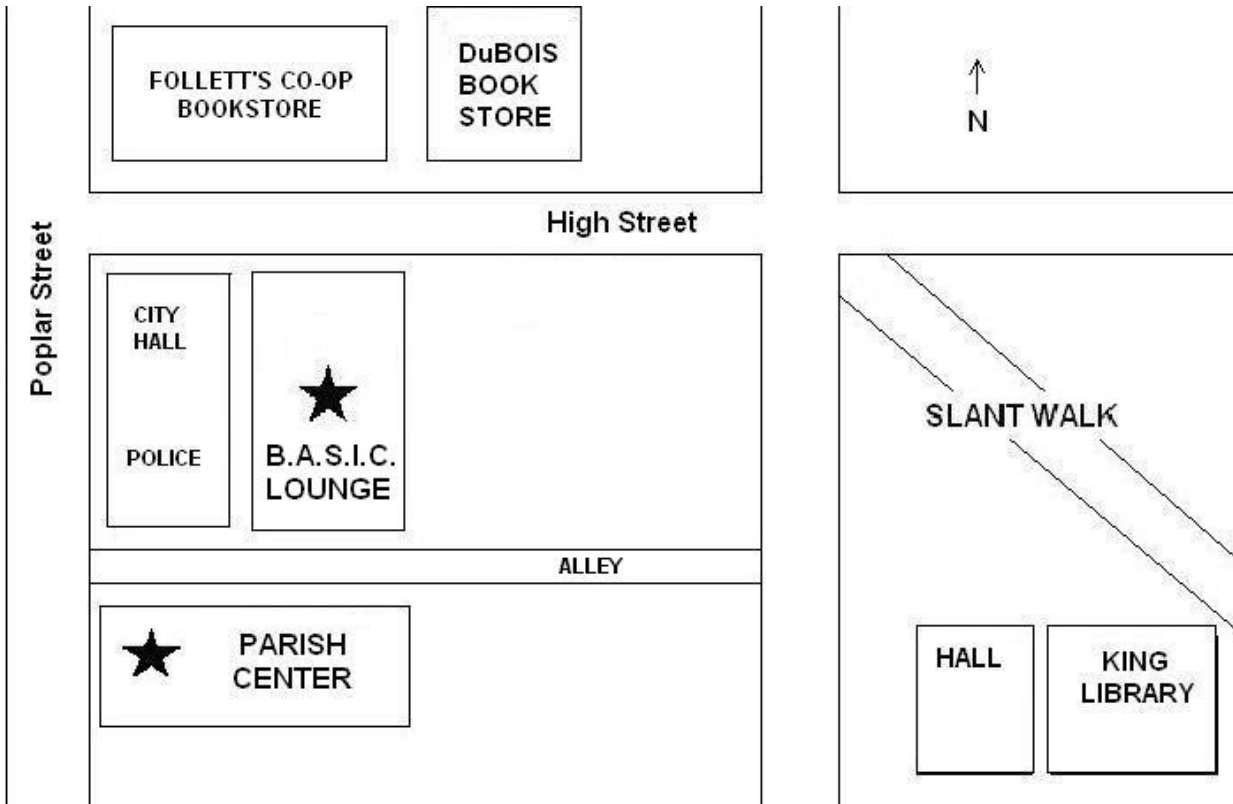 FOLLETT'S CO-OP
BOOKSTORE
DuBOIS
BOOK
STORE
N
High Street
Poplar Street
CITY
HALL
POLICE
B.A.S.I.C.
LOUNGE
SLANT WALK
ALLEY
PARISH
CENTER
HALL
KING
LIBRARY